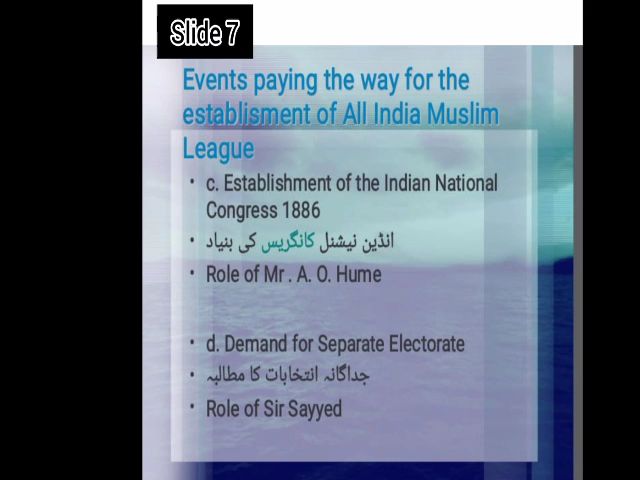 Slide 7
Events paying the way for the
establisment of All India Muslim
League
• c. Establishment of the Indian National
Congress 1886
• انڈین نیشنل کانگریس کی بنیاد
• Role of Mr . A. O. Hume
• d. Demand for Separate Electorate
• جداگانہ انتخابات کا مطالبہ
• Role of Sir Sayyed